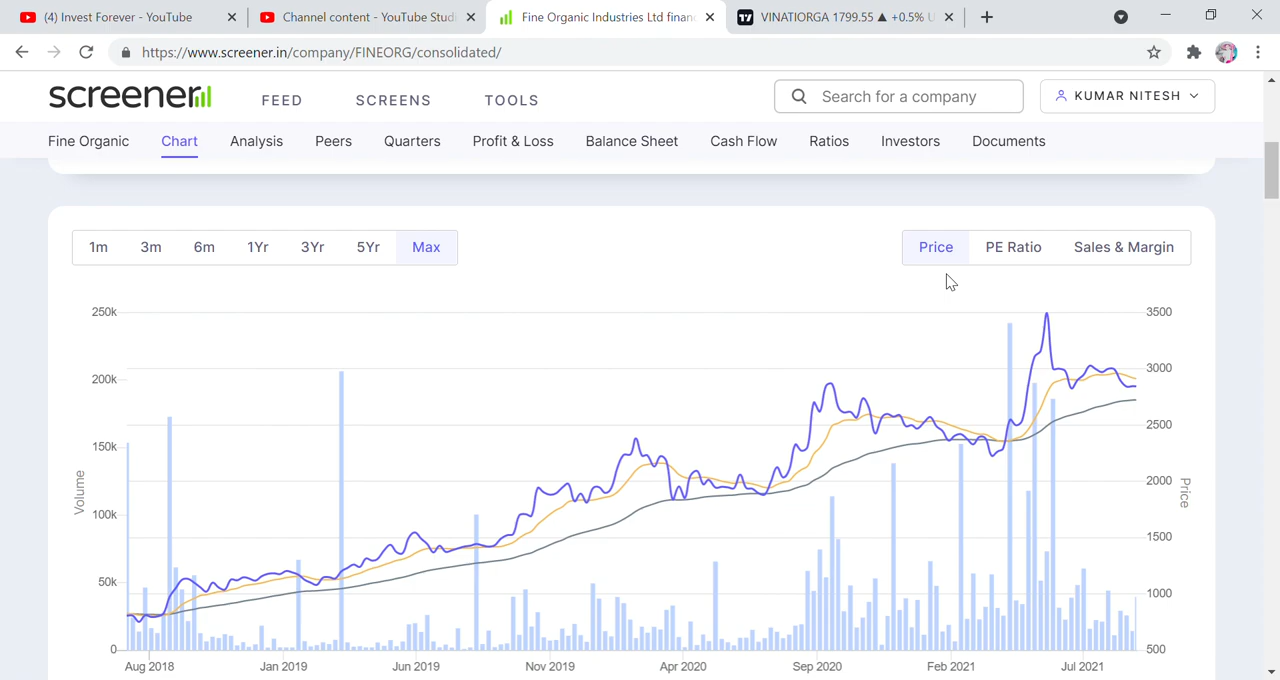 (4) Invest Forever - YouTube
Channel content - YouTube Studi
Fine Organic Industries Ltd finan
VINATIORGA 1799.55 ▲ +0.5% U
https://www.screener.in/company/FINEORG/consolidated/
screener
FEED
SCREENS
TOOLS
Search for a company
KUMAR NITESH
Fine Organic
Chart
Analysis
Peers
Quarters
Profit & Loss
Balance Sheet
Cash Flow
Ratios
Investors
Documents
1m
3m
6m
1Yr
3Yr
5Yr
Max
Price
PE Ratio
Sales & Margin
250k
200k
150k
100k
50k
0
Volume
3500
3000
2500
2000
1500
1000
500
Price
Aug 2018
Jan 2019
Jun 2019
Nov 2019
Apr 2020
Sep 2020
Feb 2021
Jul 2021